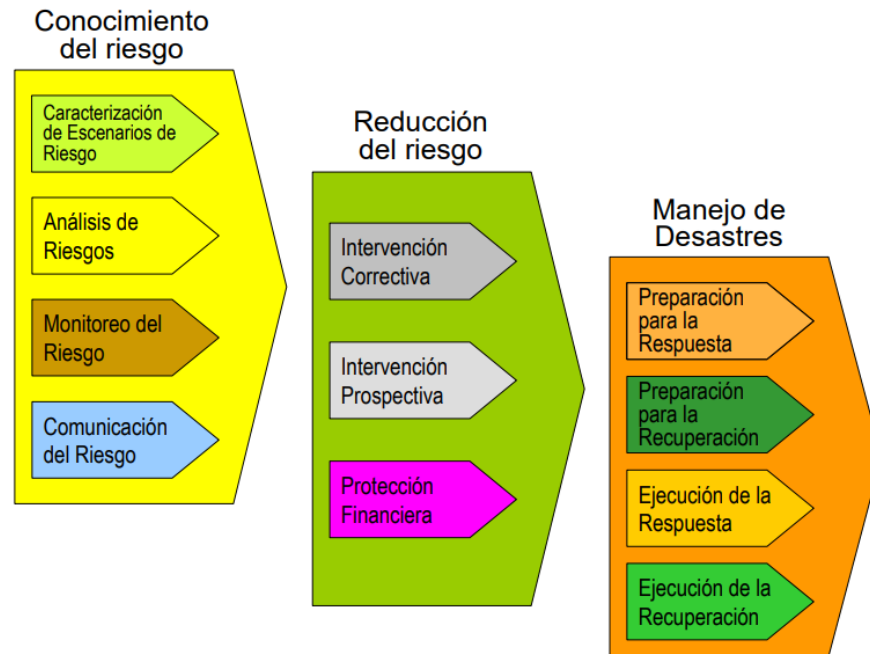 Conocimiento
del riesgo
Caracterización
de Escenarios de
Riesgo
Análisis de
Riesgos
Monitoreo del
Riesgo
Comunicación
del Riesgo
Reducción
del riesgo
Intervención
Correctiva
Intervención
Prospectiva
Protección
Financiera
Manejo de
Desastres
Preparación
para la
Respuesta
Preparación
para la
Recuperación
Ejecución de la
Respuesta
Ejecución de la
Recuperación